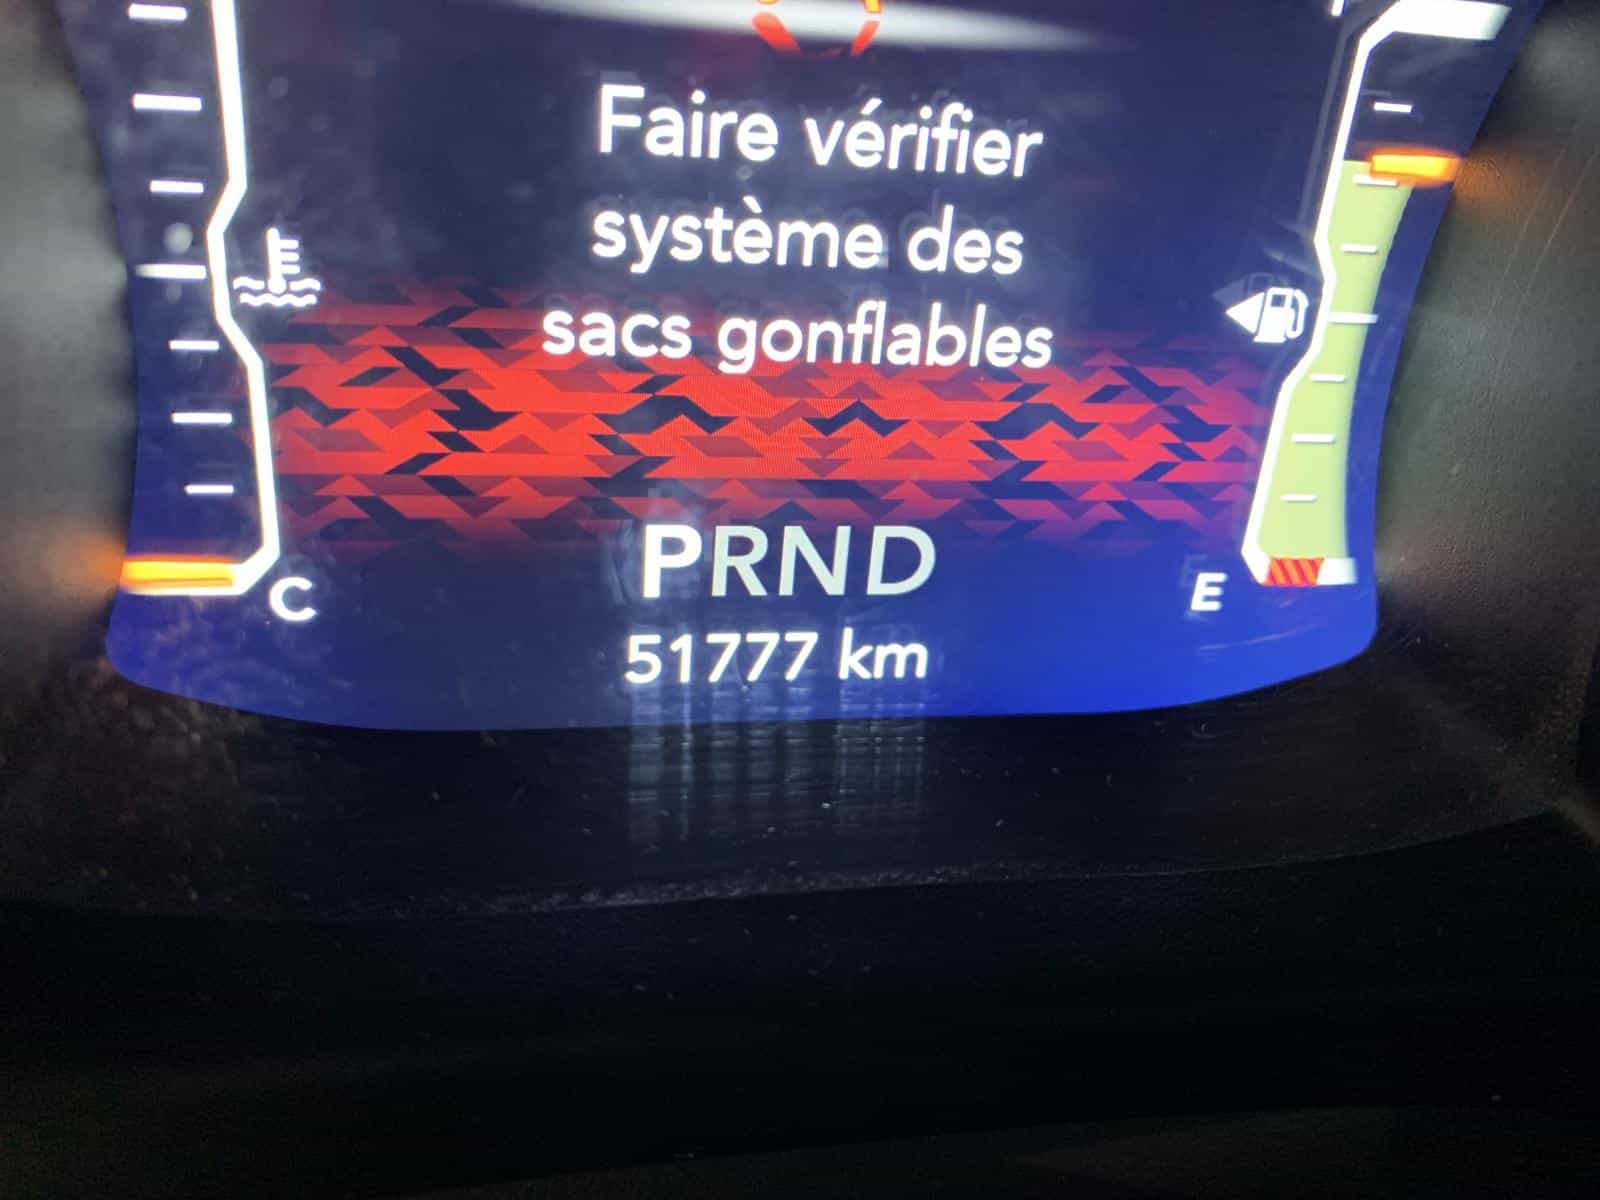 Faire vérifier
système des
sacs gonflables
PRND
C
E
51777 km